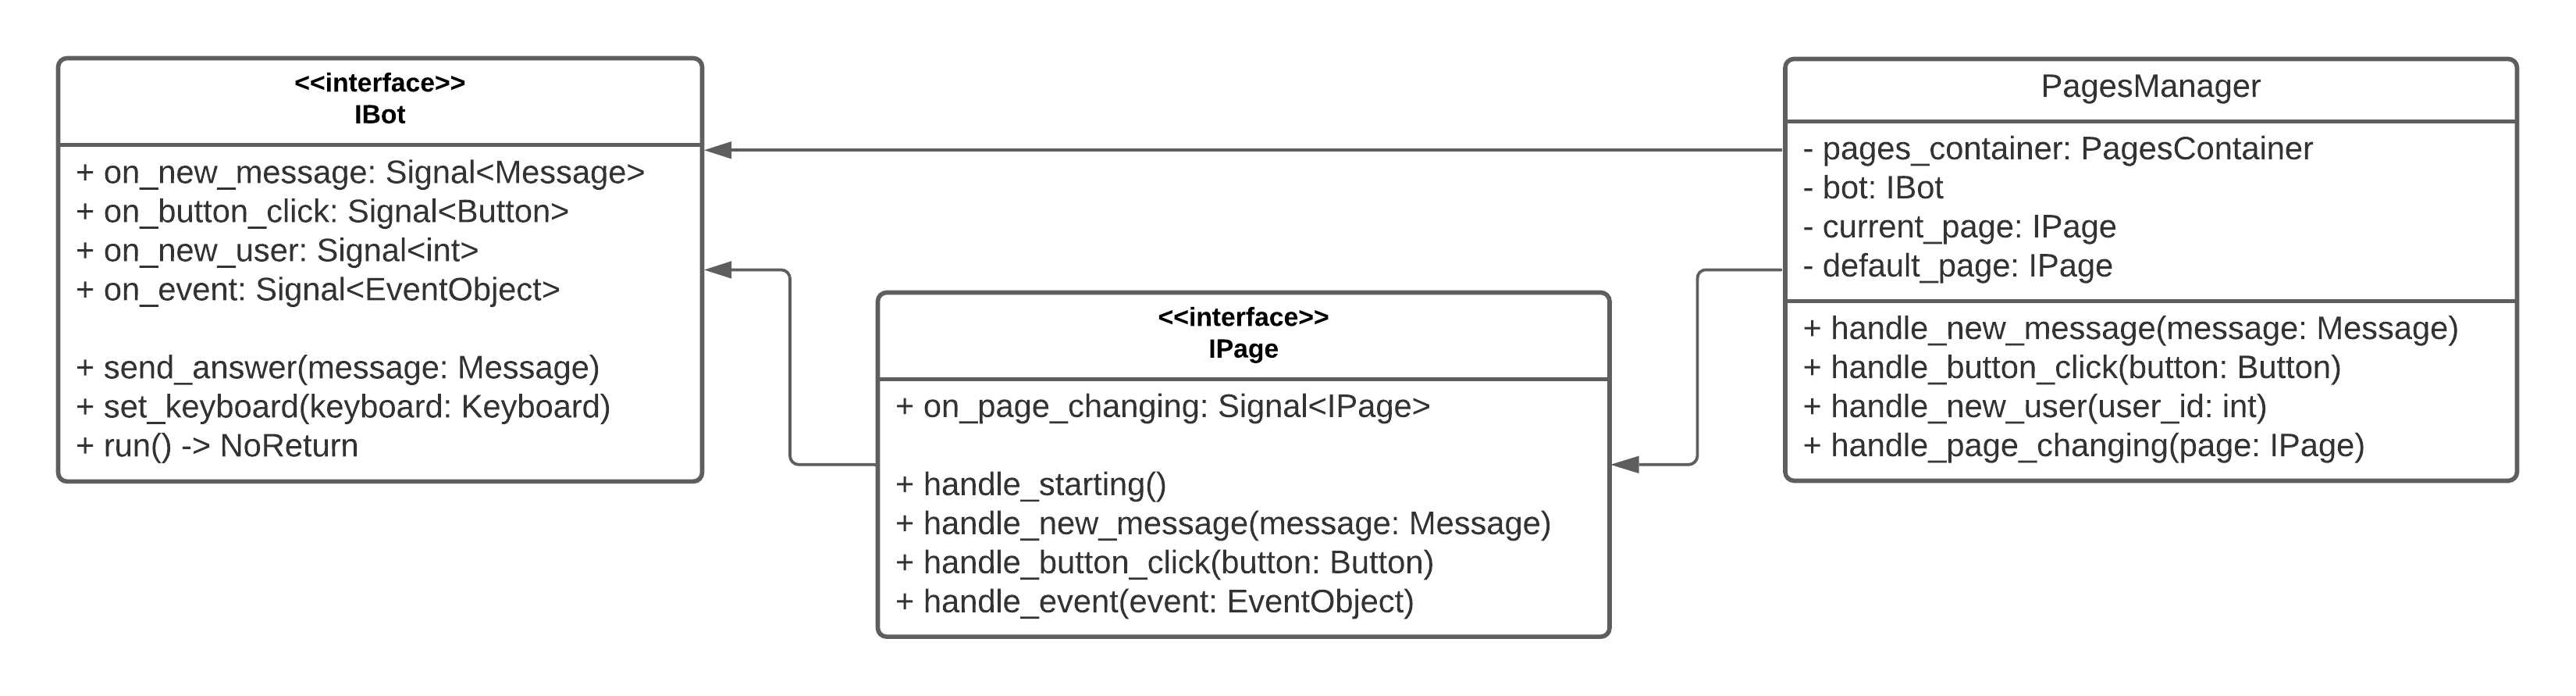 <<interface>>
IBot
+ on_new_message: Signal<Message>
+ on_button_click: Signal<Button>
+ on_new_user: Signal<int>
+ on_event: Signal<EventObject>
+ send_answer(message: Message)
+ set_keyboard(keyboard: Keyboard)
+ run() -> NoReturn
<<interface>>
IPage
+ on_page_changing: Signal<IPage>
+ handle_starting()
+ handle_new_message(message: Message)
+ handle_button_click(button: Button)
+ handle_event(event: EventObject)
PagesManager
- pages_container: PagesContainer
- bot: IBot
- current_page: IPage
- default_page: IPage
+ handle_new_message(message: Message)
+ handle_button_click(button: Button)
+ handle_new_user(user_id: int)
+ handle_page_changing(page: IPage)